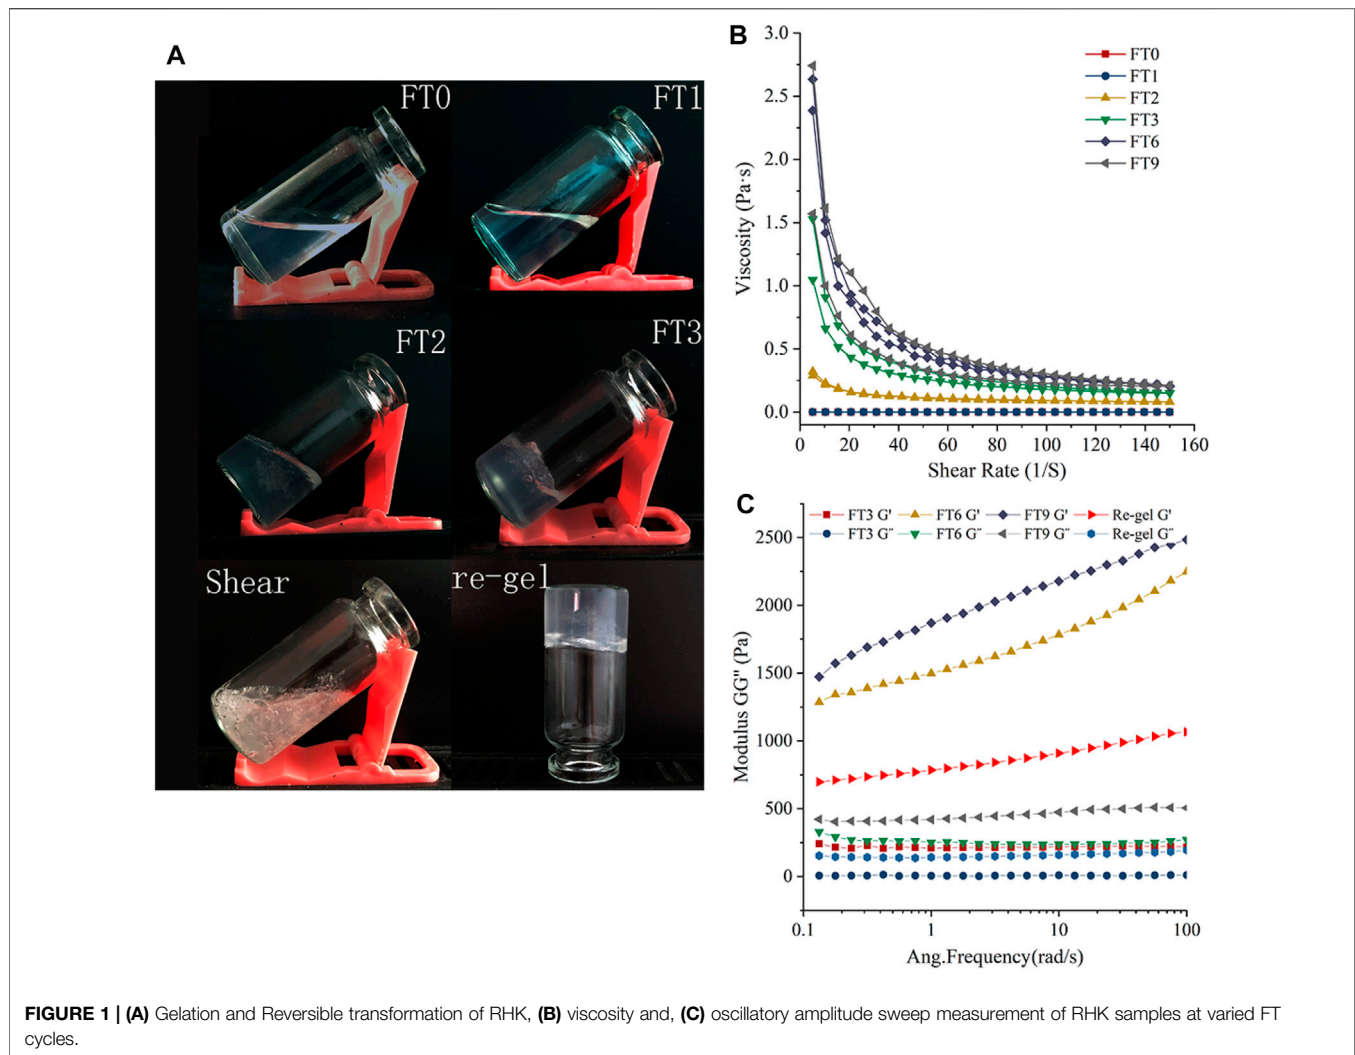 A
FT0
FT1
FT2
FT3
Shear
re-gel
B
3.0
2.5
2.0
1.5
1.0
0.5
0.0
Viscosity (Pa·s)
0 20 40 60 80 100 120 140 160
Shear Rate (1/S)
FT0
FT1
FT2
FT3
FT6
FT9
C
FT3 G' FT6 G' FT9 G' Re-gel G'
FT3 G" FT6 G" FT9 G" Re-gel G"
2500
2000
1500
1000
500
0
Modulus GG" (Pa)
0.1 1 10 100
Ang.Frequency(rad/s)
FIGURE 1 | (A) Gelation and Reversible transformation of RHK, (B) viscosity and, (C) oscillatory amplitude sweep measurement of RHK samples at varied FT
cycles.